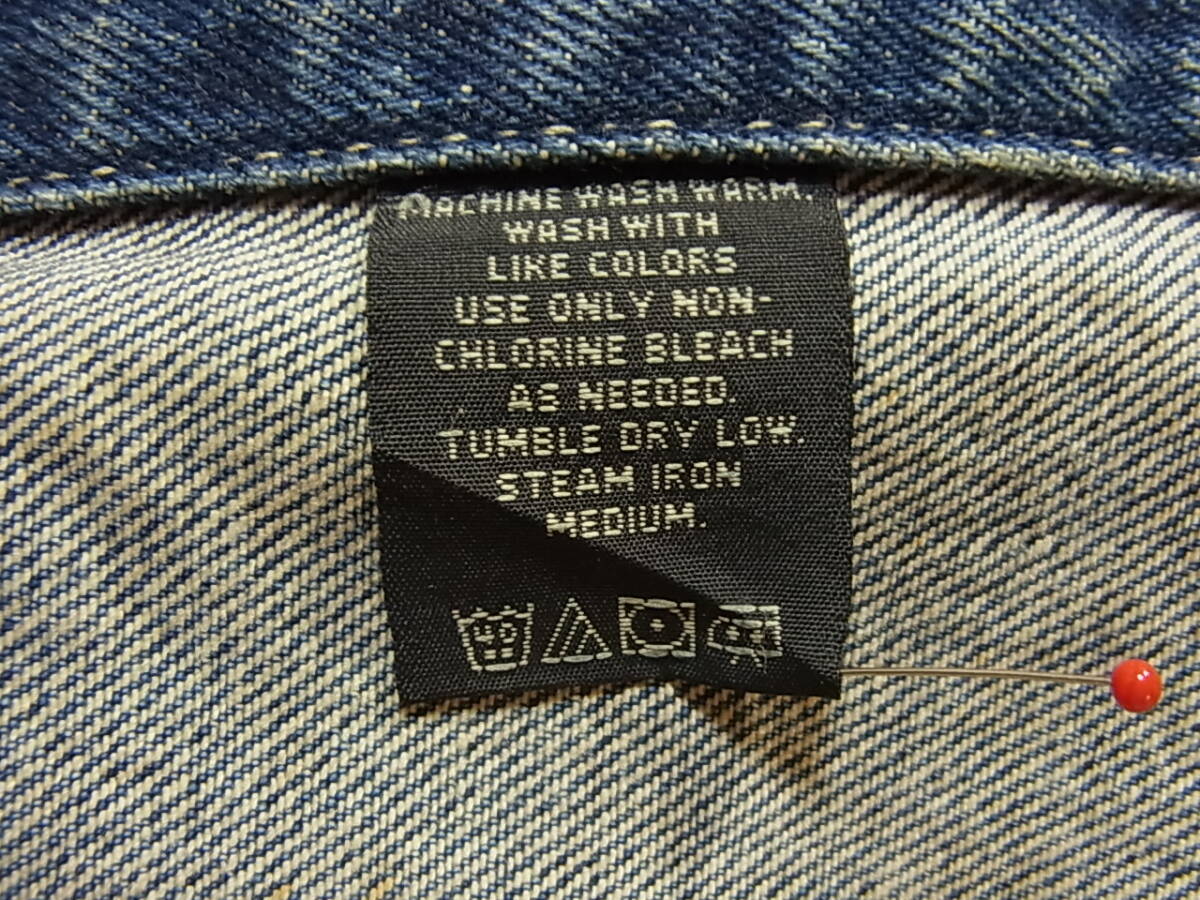 MACHINE WASH WARM.
WASH WITH
LIKE COLORS
USE ONLY NON-
CHLORINE BLEACH
AS NEEDED.
TUMBLE DRY LOW.
STEAM IRON
MEDIUM.
40